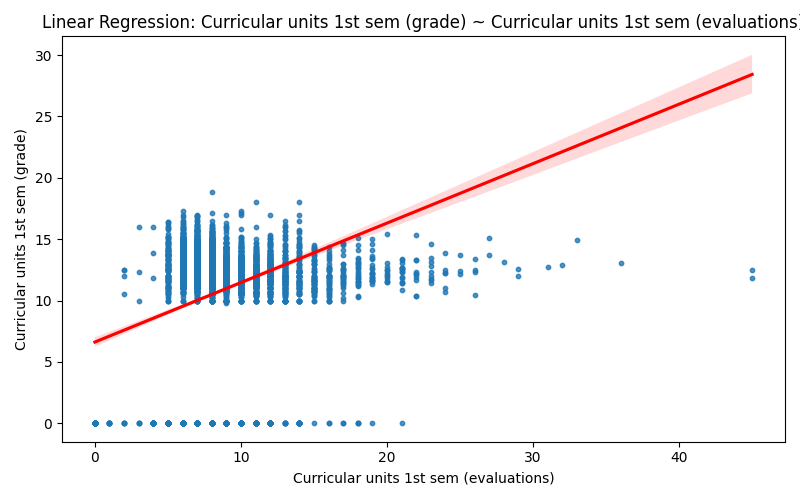 Linear Regression: Curricular units 1st sem (grade) ~ Curricular units 1st sem (evaluations)
30
25
20
15
10
5
0
Curricular units 1st sem (grade)
0 10 20 30 40
Curricular units 1st sem (evaluations)